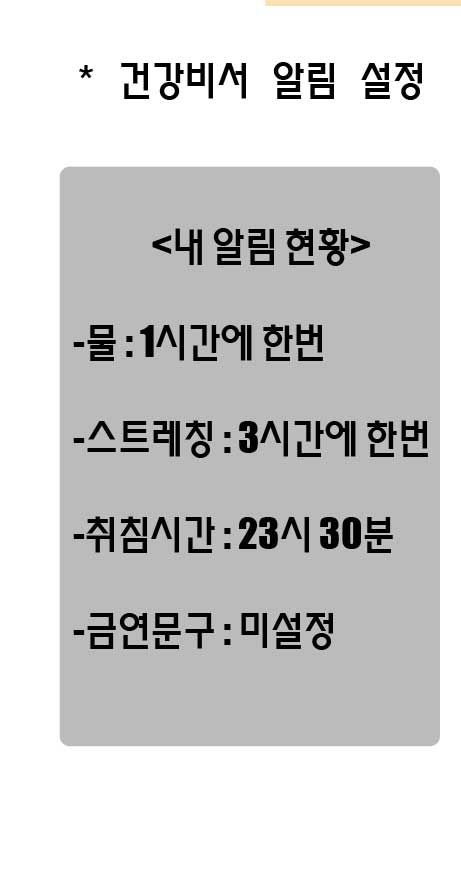 * 건강비서 알림 설정
<내 알림 현황>
-물 : 1시간에 한번
-스트레칭 : 3시간에 한번
-취침시간 : 23시 30분
-금연문구 : 미설정